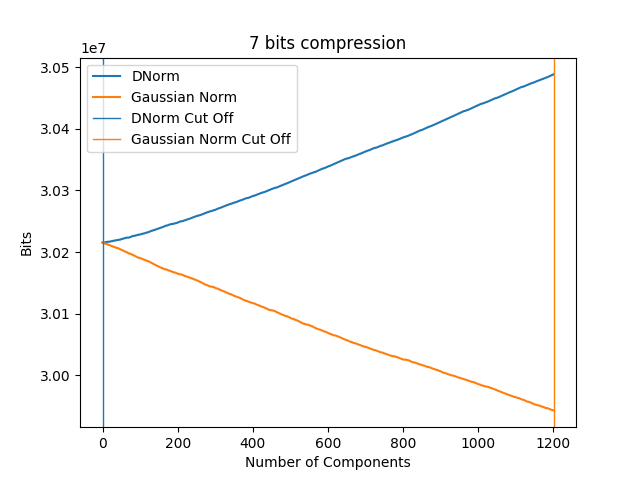 7 bits compression
1e7
3.05
3.04
3.03
3.02
3.01
3.00
Bits
DNorm
Gaussian Norm
DNorm Cut Off
Gaussian Norm Cut Off
0 200 400 600 800 1000 1200
Number of Components